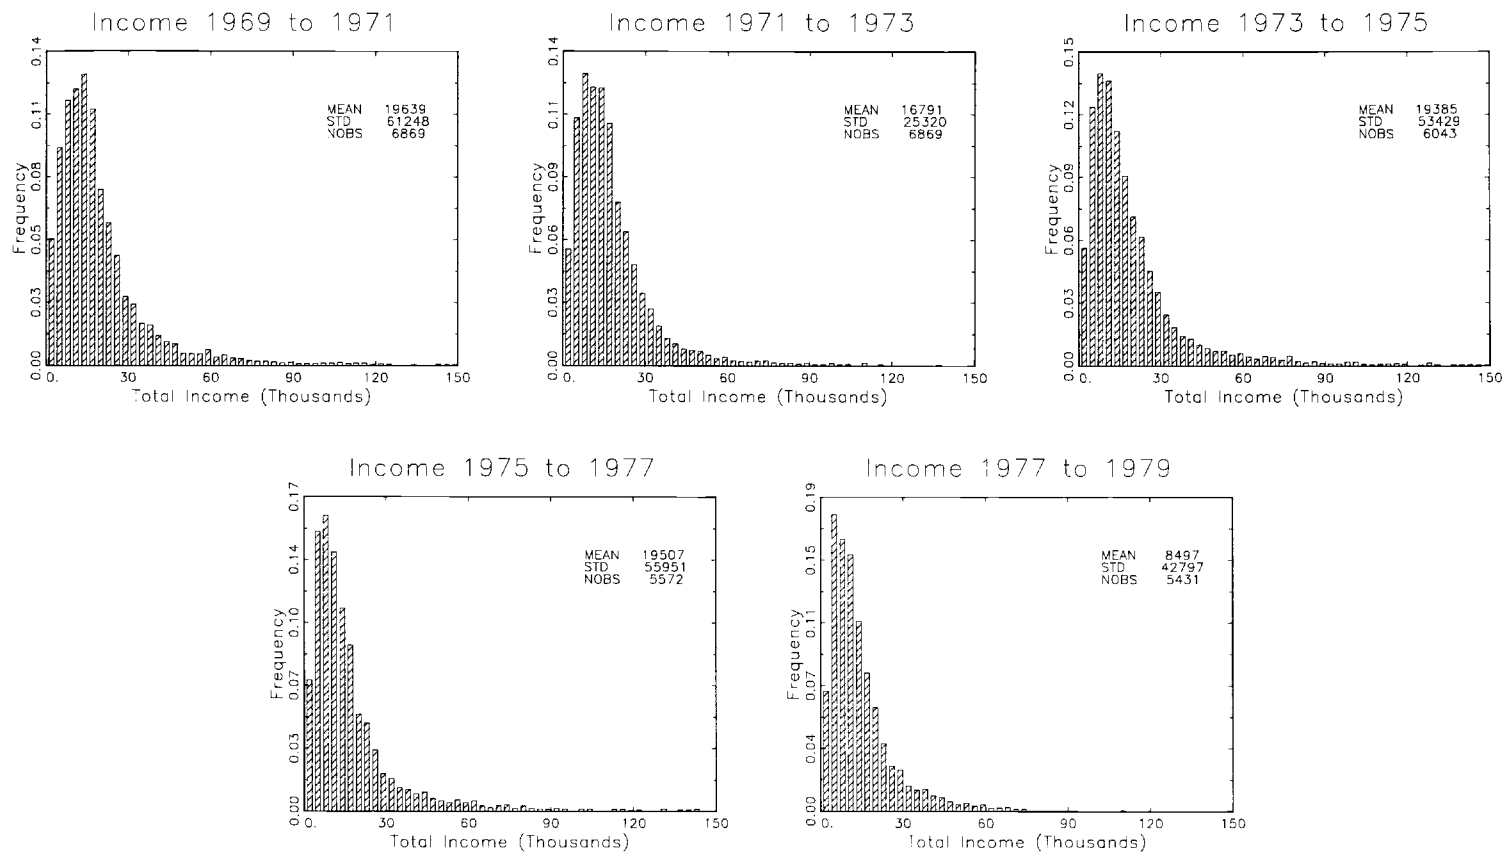 Income 1969 to 1971
0.14
0.11
0.08
0.05
0.03
0.00
Frequency
MEAN 19639
STD 61248
NOBS 6869
0. 30 60 90 120 150
Total Income (Thousands)
Income 1971 to 1973
0.14
0.11
0.09
0.06
0.03
0.00
Frequency
MEAN 16791
STD 25320
NOBS 6869
0. 30 60 90 120 150
Total Income (Thousands)
Income 1973 to 1975
0.15
0.12
0.09
0.06
0.03
0.00
Frequency
MEAN 19385
STD 53429
NOBS 6043
0. 30 60 90 120 150
Total Income (Thousands)
Income 1975 to 1977
0.17
0.14
0.10
0.07
0.03
0.00
Frequency
MEAN 19507
STD 55951
NOBS 5572
0. 30 60 90 120 150
Total Income (Thousands)
Income 1977 to 1979
0.19
0.15
0.11
0.07
0.04
0.00
Frequency
MEAN 8497
STD 42797
NOBS 5431
0. 30 60 90 120 150
Total Income (Thousands)